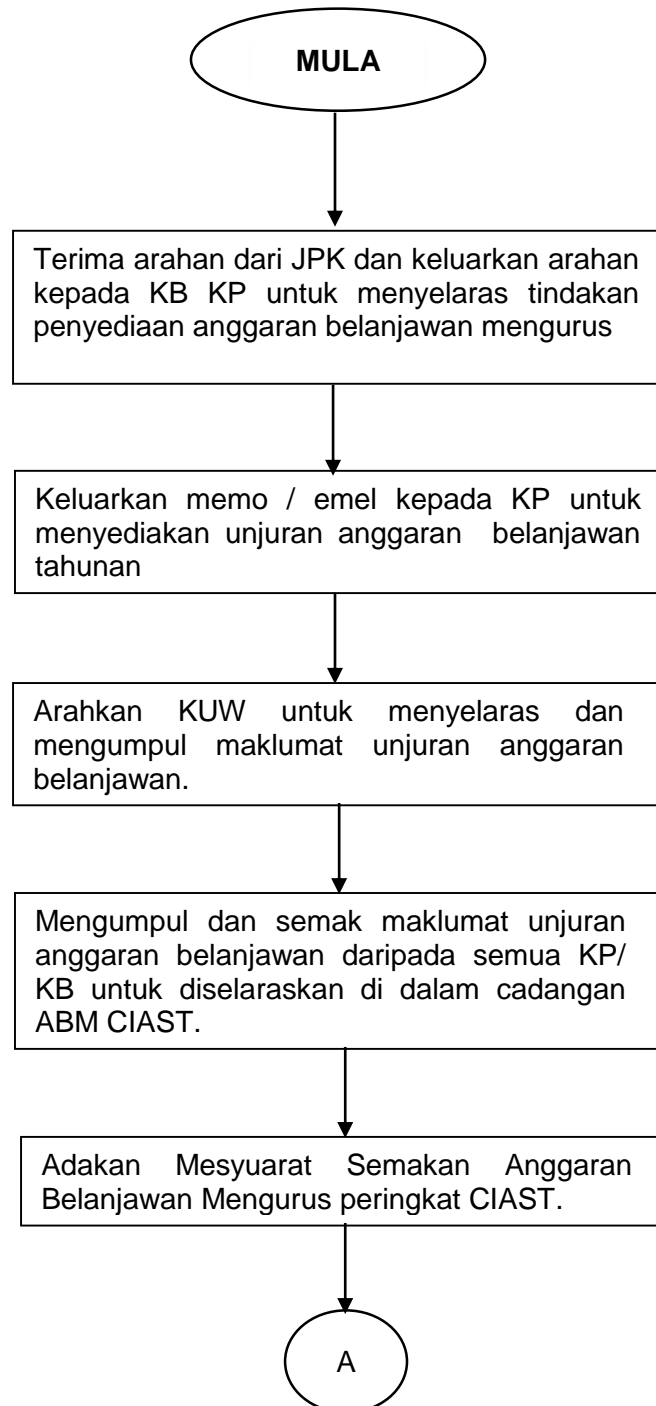 MULA
Terima arahan dari JPK dan keluarkan arahan
kepada KB KP untuk menyelaras tindakan
penyediaan anggaran belanjawan mengurus
Keluarkan memo / emel kepada KP untuk
menyediakan unjuran anggaran belanjawan
tahunan
Arahkan KUW untuk menyelaras dan
mengumpul maklumat unjuran anggaran
belanjawan.
Mengumpul dan semak maklumat unjuran
anggaran belanjawan daripada semua KP/
KB untuk diselaraskan di dalam cadangan
ABM CIAST.
Adakan Mesyuarat Semakan Anggaran
Belanjawan Mengurus peringkat CIAST.
A